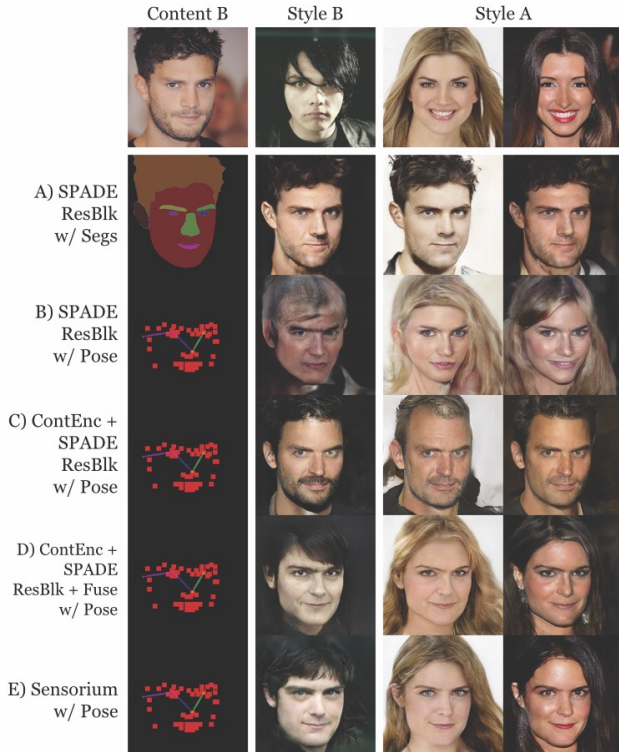 Content B
Style B
Style A
A) SPADE
ResBlk
w/ Segs
B) SPADE
ResBlk
w/ Pose
C) ContEnc +
SPADE
ResBlk
w/ Pose
D) ContEnc +
SPADE
ResBlk + Fuse
w/ Pose
E) Sensorium
w/ Pose